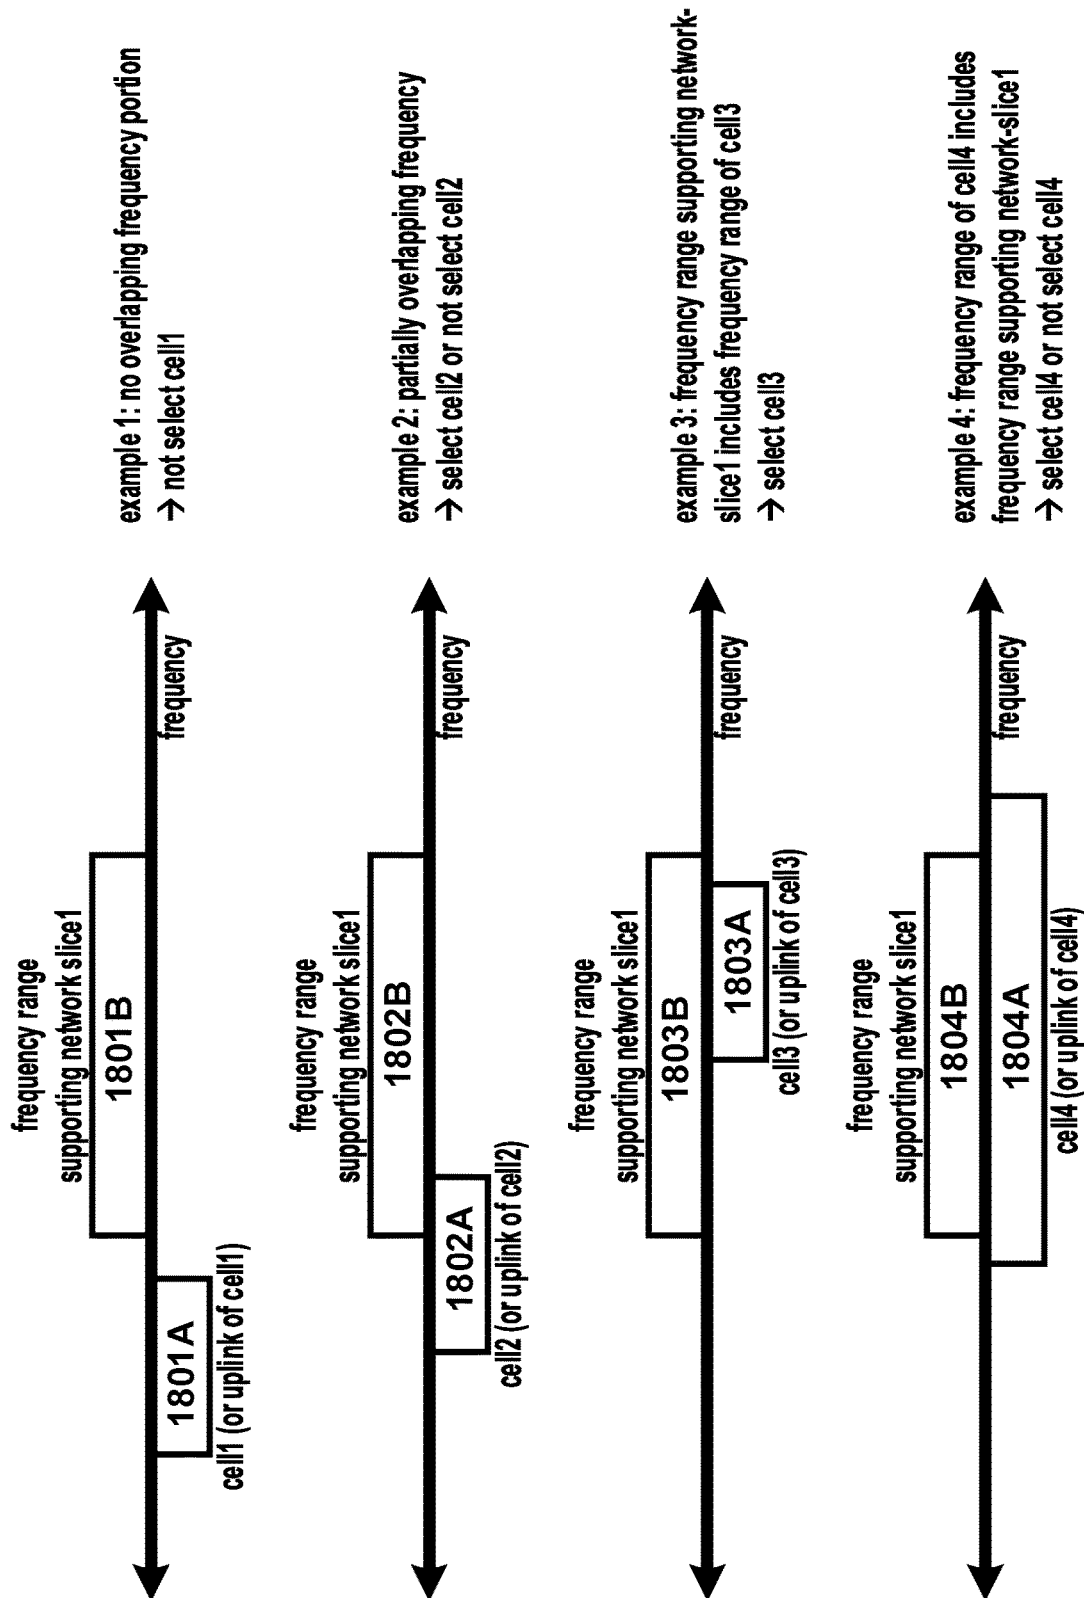 frequency range
supporting network slice1
1801B
1801A
cell1 (or uplink of cell1)
frequency
example 1: no overlapping frequency portion
→ not select cell1
frequency range
supporting network slice1
1802B
1802A
cell2 (or uplink of cell2)
frequency
example 2: partially overlapping frequency
→ select cell2 or not select cell2
frequency range
supporting network slice1
1803B
1803A
cell3 (or uplink of cell3)
frequency
example 3: frequency range supporting network-
slice1 includes frequency range of cell3
→ select cell3
frequency range
supporting network slice1
1804B
1804A
cell4 (or uplink of cell4)
frequency
example 4: frequency range of cell4 includes
frequency range supporting network-slice1
→ select cell4 or not select cell4